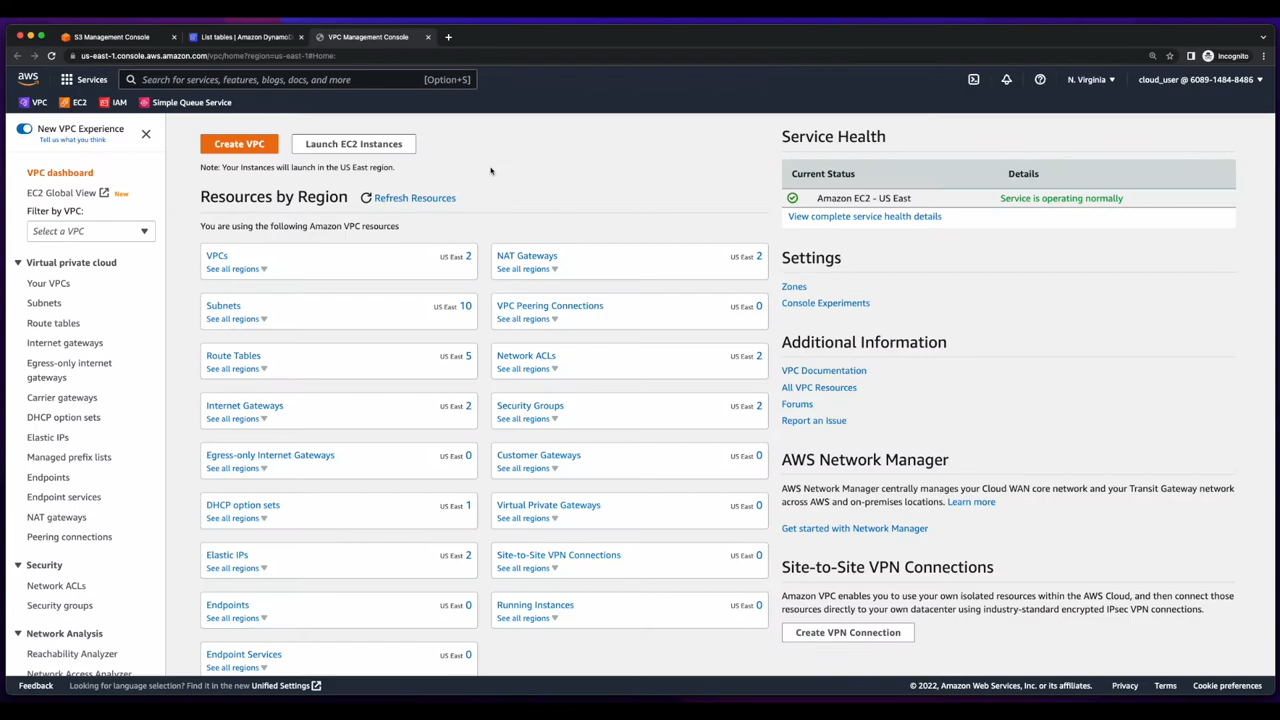 S3 Management Console
List tables | Amazon DynamoD
VPC Management Console
us-east-1.console.aws.amazon.com/vpc/home?region=us-east-1#Home:
Incognito
aws
Services
Search for services, features, blogs, docs, and more
[Option+S]
N. Virginia
cloud_user @ 6089-1484-8486
VPC
EC2
IAM
Simple Queue Service
New VPC Experience
Tell us what you think
VPC dashboard
EC2 Global View
New
Filter by VPC:
Select a VPC
Virtual private cloud
Your VPCs
Subnets
Route tables
Internet gateways
Egress-only internet
gateways
Carrier gateways
DHCP option sets
Elastic IPs
Managed prefix lists
Endpoints
Endpoint services
NAT gateways
Peering connections
Security
Network ACLs
Security groups
Network Analysis
Reachability Analyzer
Network Access Analyzer
Create VPC
Launch EC2 Instances
Note: Your Instances will launch in the US East region.
Resources by Region
Refresh Resources
You are using the following Amazon VPC resources
VPCs US East 2
See all regions
NAT Gateways US East 2
See all regions
Subnets US East 10
See all regions
VPC Peering Connections US East 0
See all regions
Route Tables US East 5
See all regions
Network ACLs US East 2
See all regions
Internet Gateways US East 2
See all regions
Security Groups US East 2
See all regions
Egress-only Internet Gateways US East 0
See all regions
Customer Gateways US East 0
See all regions
DHCP option sets US East 1
See all regions
Virtual Private Gateways US East 0
See all regions
Elastic IPs US East 2
See all regions
Site-to-Site VPN Connections US East 0
See all regions
Endpoints US East 0
See all regions
Running Instances US East 0
See all regions
Endpoint Services US East 0
See all regions
Service Health
Current Status Details
Amazon EC2 - US East Service is operating normally
View complete service health details
Settings
Zones
Console Experiments
Additional Information
VPC Documentation
All VPC Resources
Forums
Report an Issue
AWS Network Manager
AWS Network Manager centrally manages your Cloud WAN core network and your Transit Gateway network
across AWS and on-premises locations. Learn more
Get started with Network Manager
Site-to-Site VPN Connections
Amazon VPC enables you to use your own isolated resources within the AWS Cloud, and then connect those
resources directly to your own datacenter using industry-standard encrypted IPsec VPN connections.
Create VPN Connection
Feedback
Looking for language selection? Find it in the new Unified Settings
© 2022, Amazon Web Services, Inc. or its affiliates.
Privacy
Terms
Cookie preferences